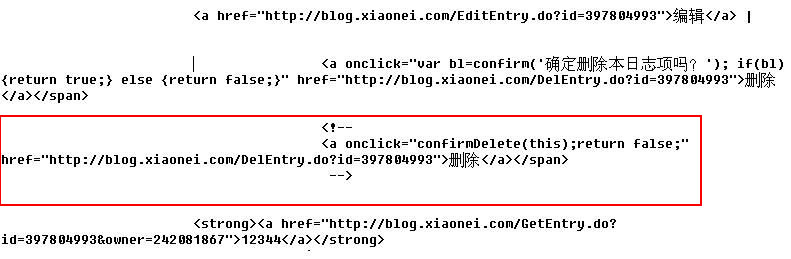 <a href="http://blog.xiaonei.com/EditEntry.do?id=397804993">编辑</a> |
| <a onclick="var bl=confirm('确定删除本日志项吗? '); if(bl)
{return true;} else {return false;}" href="http://blog.xiaonei.com/DelEntry.do?id=397804993">删除
</a></span>
<!--
<a onclick="confirmDelete(this);return false;"
href="http://blog.xiaonei.com/DelEntry.do?id=397804993">删除</a></span>
-->
<strong><a href="http://blog.xiaonei.com/GetEntry.do?
id=397804993&owner=242081867">12344</a></strong>